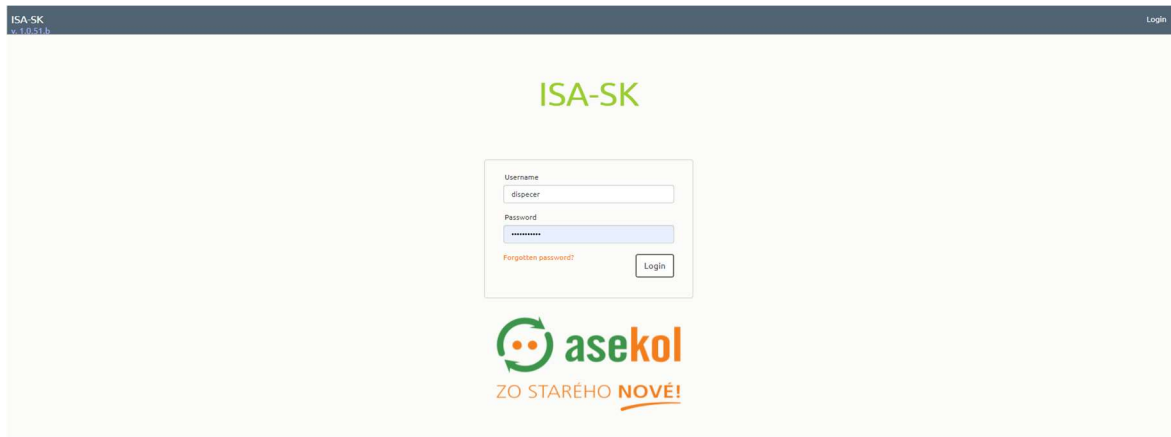 ISA-SK
Login
v. 1.0.51.b
ISA-SK
Username
dispecer
Password
•••••••••••
Forgotten password?
Login
asekol
ZO STARÉHO NOVÉ!